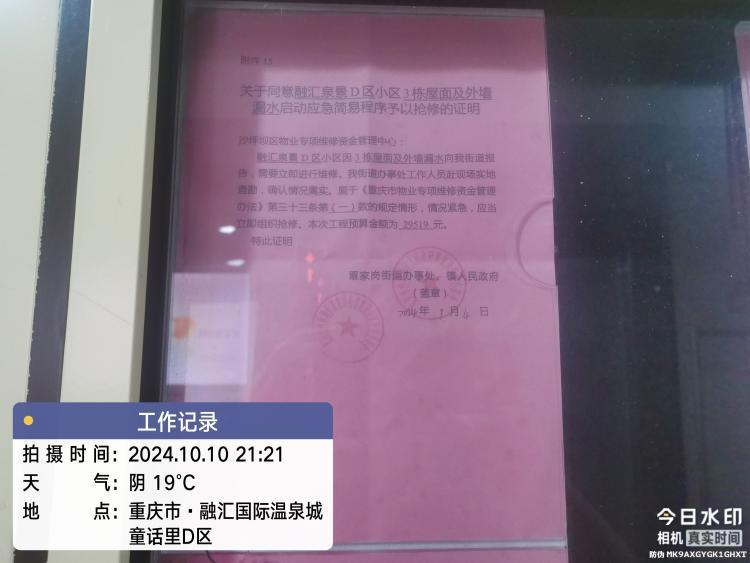 附件 15
关于同意融汇泉景D区小区3栋屋面及外墙
漏水启动应急简易程序予以抢修的证明
沙坪坝区物业专项维修资金管理中心:
融汇泉景D区小区因3栋屋面及外墙漏水向我街道报
告,需要立即进行维修。我街道办事处工作人员赴现场实地
查勘,确认情况属实。属于《重庆市物业专项维修资金管理
办法》第三十三条第(一)款的规定情形,情况紧急,应当
立即组织抢修。本次工程预算金额为 29519 元。
特此证明
覃家岗街道办事处、镇人民政府
(盖章)
2024年 月 4 日
工作记录
拍摄时间: 2024.10.10 21:21
天 气: 阴 19℃
地 点: 重庆市·融汇国际温泉城
童话里D区
今日水印
相机 真实时间
防伪 MK9AXGYGK1GHXT